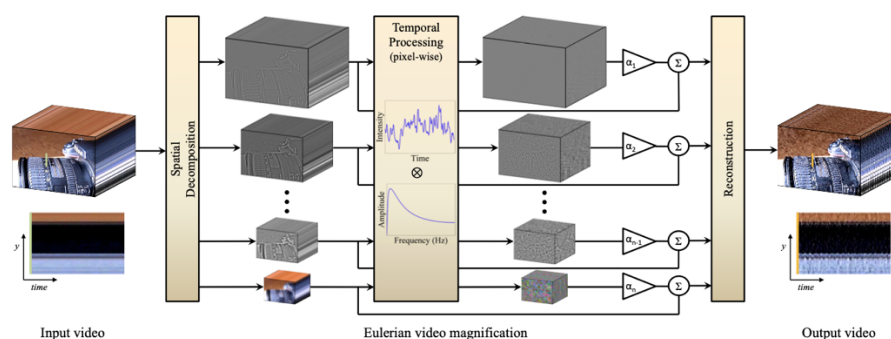 Temporal
Processing
(pixel-wise)
Spatial
Decomposition
Intensity
Time
⊗
Amplitude
Frequency (Hz)
α1
Σ
α2
Σ
αn-1
Σ
αn
Σ
Reconstruction
y
time
y
time
Input video
Eulerian video magnification
Output video